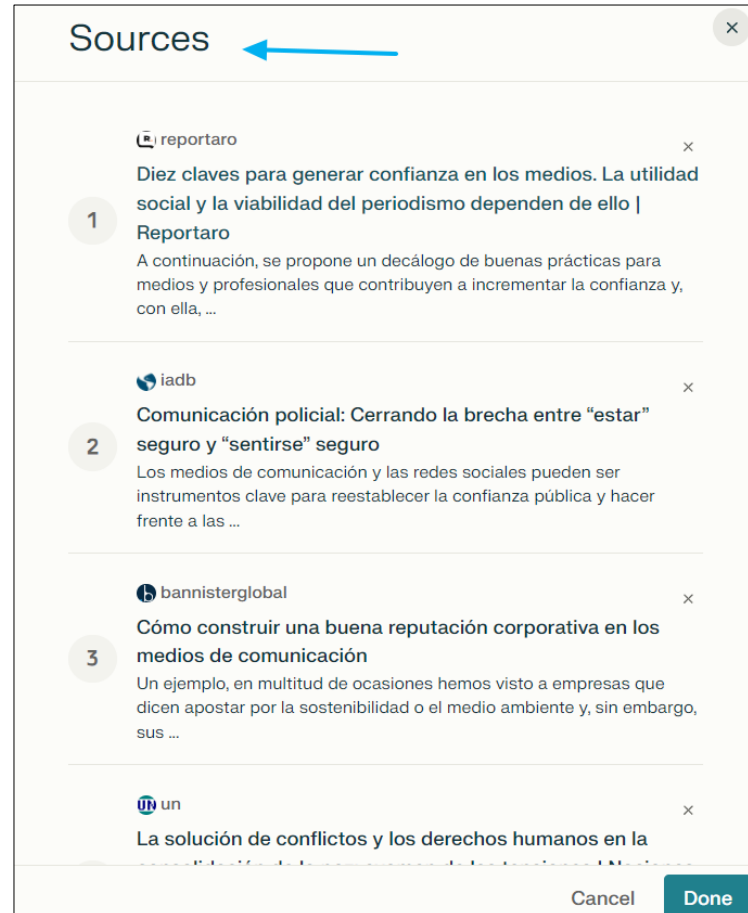 Sources
reportaro
Diez claves para generar confianza en los medios. La utilidad
social y la viabilidad del periodismo dependen de ello |
Reportaro
1
A continuación, se propone un decálogo de buenas prácticas para
medios y profesionales que contribuyen a incrementar la confianza y,
con ella, ...
iadb
Comunicación policial: Cerrando la brecha entre “estar”
seguro y “sentirse” seguro
2
Los medios de comunicación y las redes sociales pueden ser
instrumentos clave para reestablecer la confianza pública y hacer
frente a las ...
bannisterglobal
Cómo construir una buena reputación corporativa en los
medios de comunicación
3
Un ejemplo, en multitud de ocasiones hemos visto a empresas que
dicen apostar por la sostenibilidad o el medio ambiente y, sin embargo,
sus ...
UN un
La solución de conflictos y los derechos humanos en la
Cancel Done